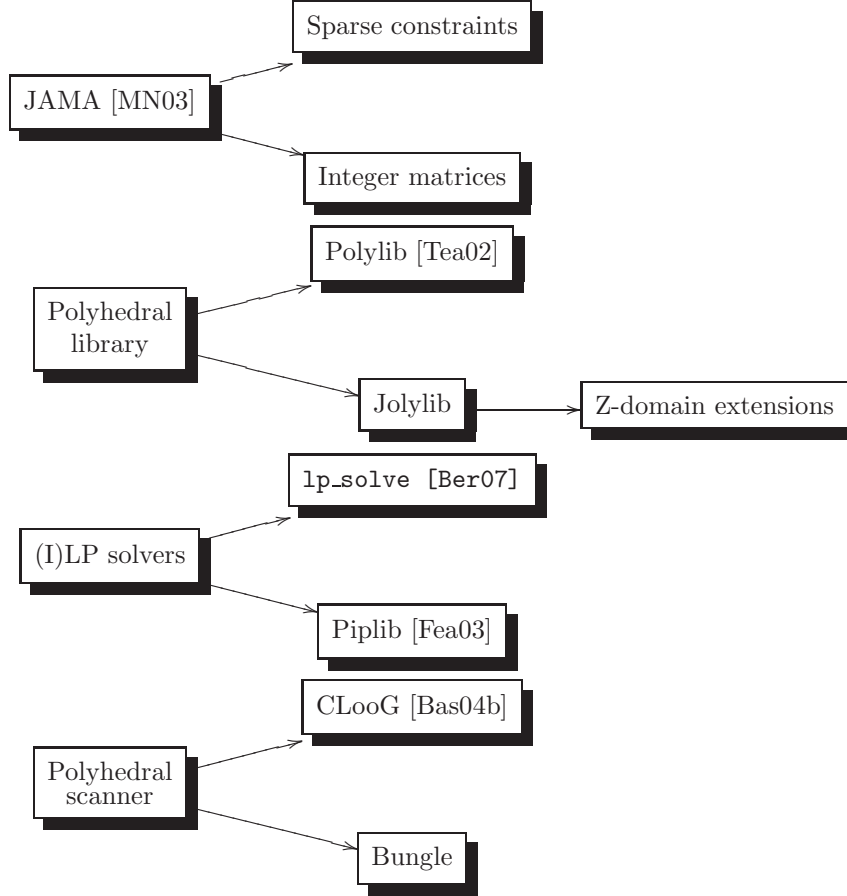 Sparse constraints
JAMA [MN03]
Integer matrices
Polylib [Tea02]
Polyhedral
library
Jolylib
Z-domain extensions
lp_solve [Ber07]
(I)LP solvers
Piplib [Fea03]
CLooG [Bas04b]
Polyhedral
scanner
Bungle